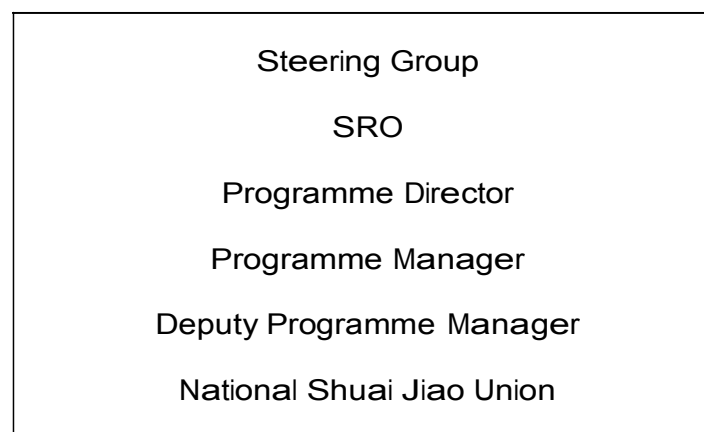 Steering Group
SRO
Programme Director
Programme Manager
Deputy Programme Manager
National Shuai Jiao Union